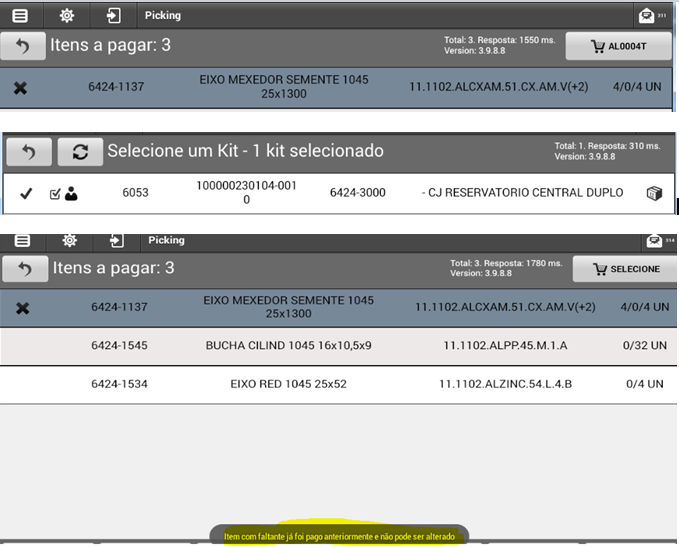 Picking
311
Itens a pagar: 3
Total: 3. Resposta: 1550 ms.
Version: 3.9.8.8
AL0004T
6424-1137
EIXO MEXEDOR SEMENTE 1045
25x1300
11.1102.ALCXAM.51.CX.AM.V(+2)
4/0/4 UN
Selecione um Kit - 1 kit selecionado
Total: 1. Resposta: 310 ms.
Version: 3.9.8.8
6053
100000230104-001
0
6424-3000
- CJ RESERVATORIO CENTRAL DUPLO
Picking
314
Itens a pagar: 3
Total: 3. Resposta: 1780 ms.
Version: 3.9.8.8
SELECIONE
6424-1137
EIXO MEXEDOR SEMENTE 1045
25x1300
11.1102.ALCXAM.51.CX.AM.V(+2)
4/0/4 UN
6424-1545
BUCHA CILIND 1045 16x10,5x9
11.1102.ALPP.45.M.1.A
0/32 UN
6424-1534
EIXO RED 1045 25x52
11.1102.ALZINC.54.L.4.B
0/4 UN
Item com faltante já foi pago anteriormente e não pode ser alterado